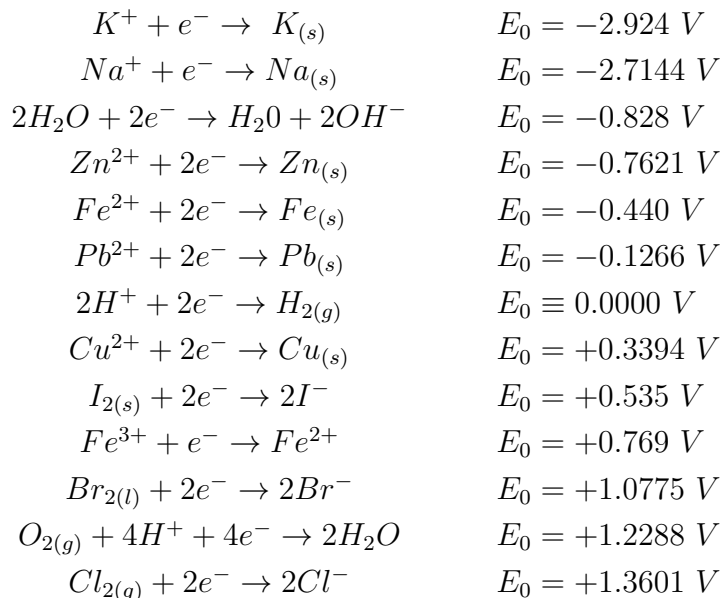 K⁺ + e⁻ → K₍ₛ₎ E₀ = −2.924 V
Na⁺ + e⁻ → Na₍ₛ₎ E₀ = −2.7144 V
2H₂O + 2e⁻ → H₂0 + 2OH⁻ E₀ = −0.828 V
Zn²⁺ + 2e⁻ → Zn₍ₛ₎ E₀ = −0.7621 V
Fe²⁺ + 2e⁻ → Fe₍ₛ₎ E₀ = −0.440 V
Pb²⁺ + 2e⁻ → Pb₍ₛ₎ E₀ = −0.1266 V
2H⁺ + 2e⁻ → H₂(g) E₀ ≡ 0.0000 V
Cu²⁺ + 2e⁻ → Cu₍ₛ₎ E₀ = +0.3394 V
I₂₍ₛ₎ + 2e⁻ → 2I⁻ E₀ = +0.535 V
Fe³⁺ + e⁻ → Fe²⁺ E₀ = +0.769 V
Br₂₍ₗ₎ + 2e⁻ → 2Br⁻ E₀ = +1.0775 V
O₂(g) + 4H⁺ + 4e⁻ → 2H₂O E₀ = +1.2288 V
Cl₂(g) + 2e⁻ → 2Cl⁻ E₀ = +1.3601 V